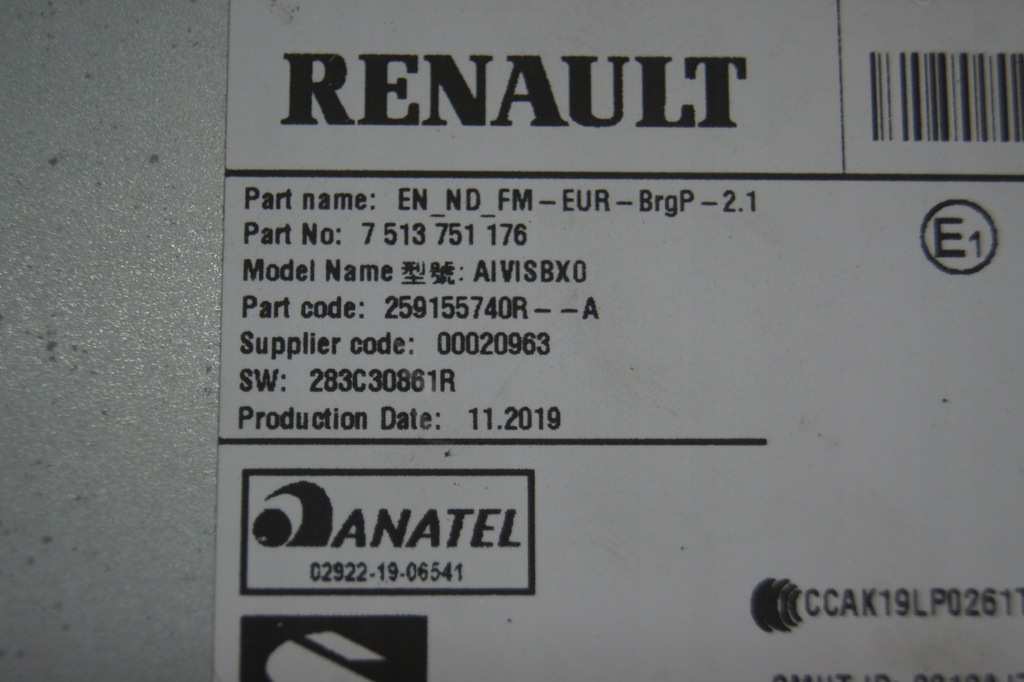 RENAULT
Part name: EN_ND_FM-EUR-BrgP-2.1
E1
Part No: 7 513 751 176
Model Name 型號: AIVISBX0
Part code: 259155740R--A
Supplier code: 00020963
SW: 283C30861R
Production Date: 11.2019
ANATEL
02922-19-06541
CCAK19LP0261T